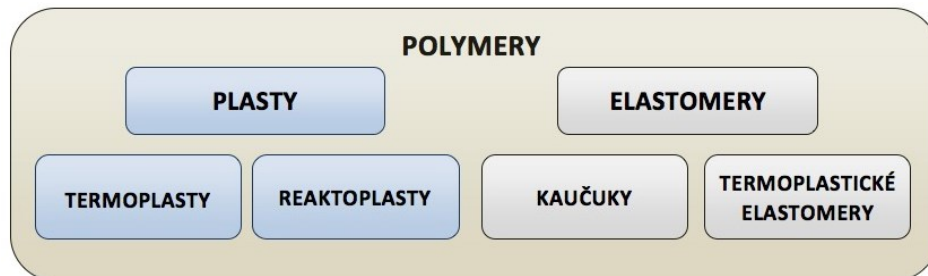 POLYMERY
PLASTY
ELASTOMERY
TERMOPLASTY
REAKTOPLASTY
KAUČUKY
TERMOPLASTICKÉ
ELASTOMERY